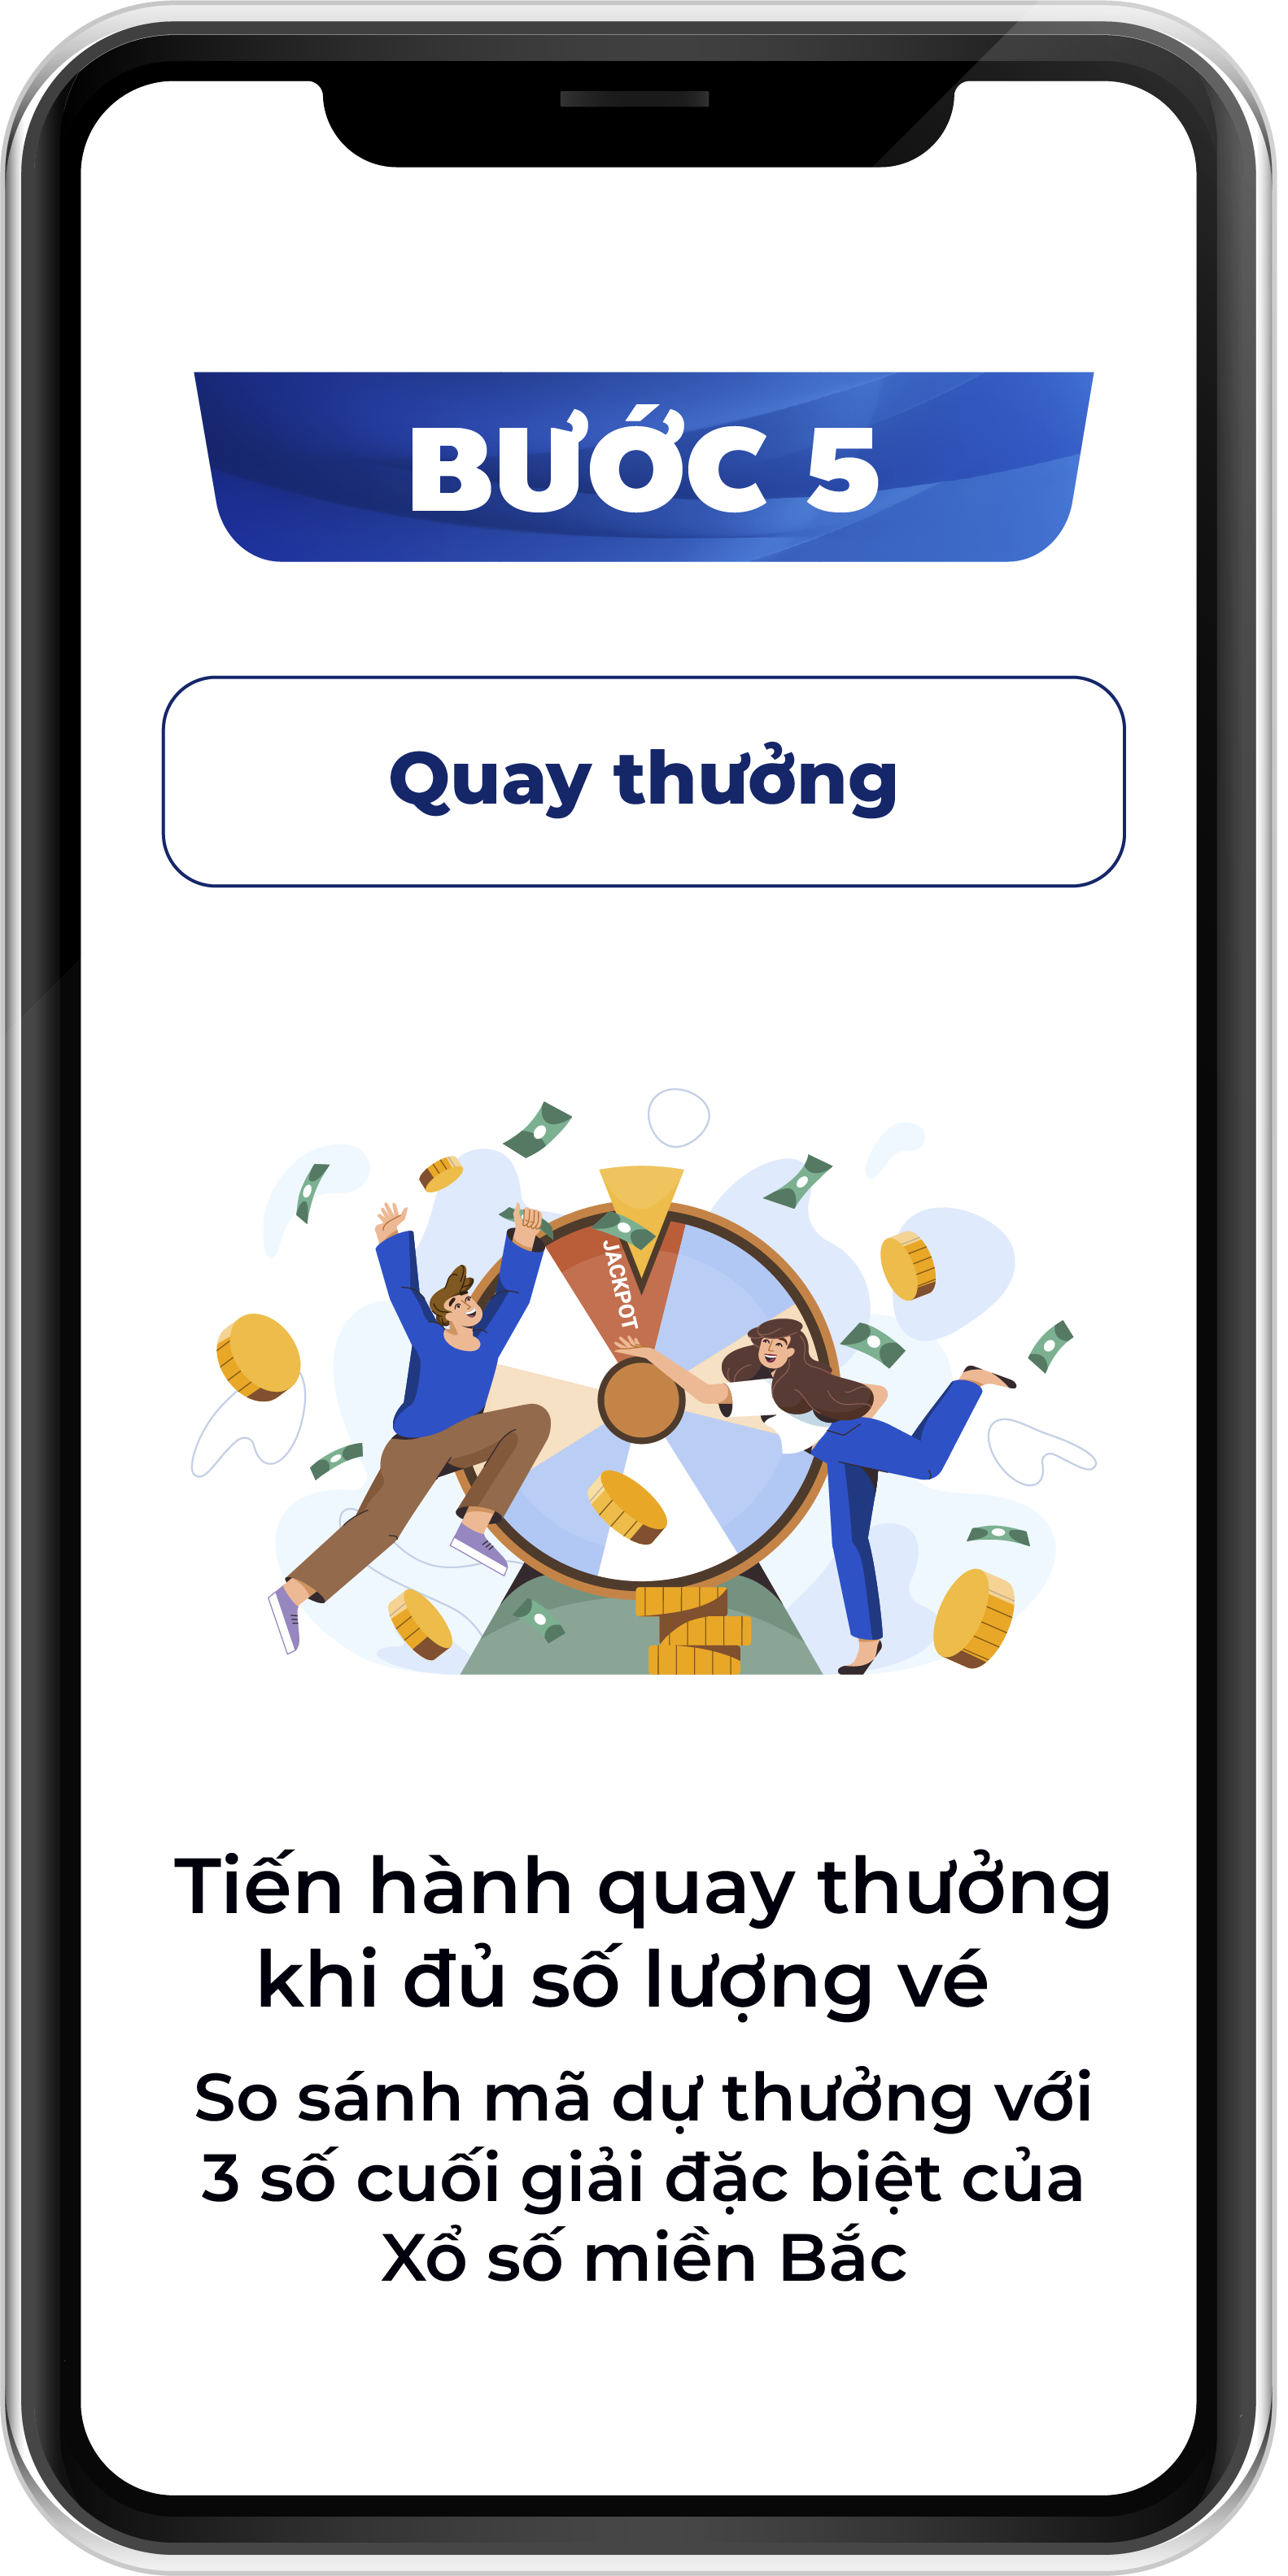 BƯỚC 5
Quay thưởng
JACKPOT
Tiến hành quay thưởng
khi đủ số lượng vé
So sánh mã dự thưởng với
3 số cuối giải đặc biệt của
Xổ số miền Bắc